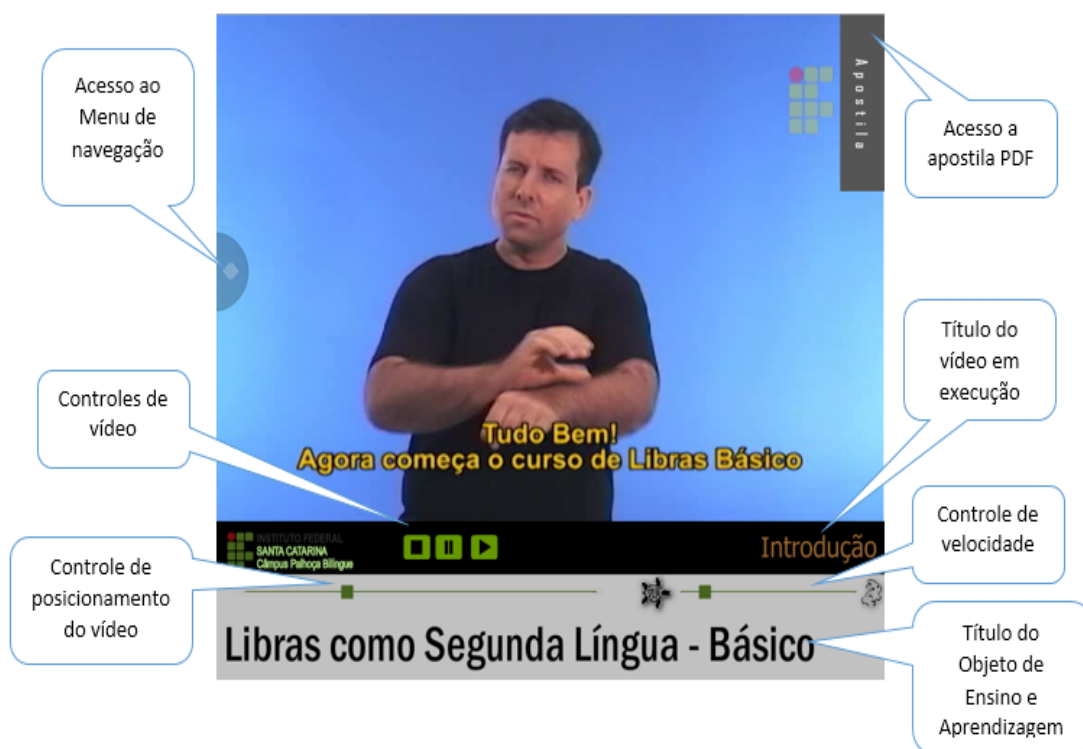 Acesso ao
Menu de
navegação
Apostila
Acesso a
apostila PDF
Controles de
vídeo
Título do
vídeo em
execução
Tudo Bem!
Agora começa o curso de Libras Básico
INSTITUTO FEDERAL
SANTA CATARINA
Câmpus Palhoça Bilíngue
Introdução
Controle de
posicionamento
do vídeo
Controle de
velocidade
Libras como Segunda Língua - Básico
Título do
Objeto de
Ensino e
Aprendizagem